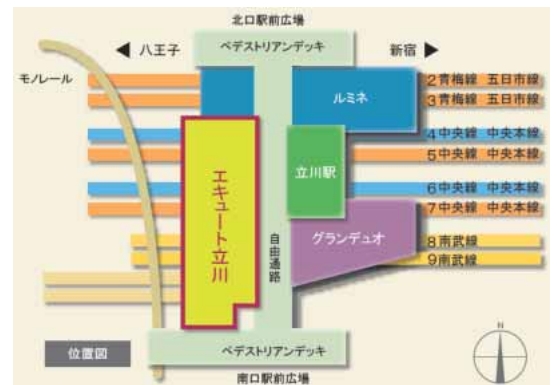 北口駅前広場
ペデストリアンデッキ
◀ 八王子
新宿 ▶
モノレール
ルミネ
2青梅線 五日市線
3青梅線 五日市線
4中央線 中央本線
立川駅
5中央線 中央本線
エキュート立川
6中央線 中央本線
7中央線 中央本線
グランデュオ
自由通路
8南武線
9南武線
N
位置図
ペデストリアンデッキ
南口駅前広場